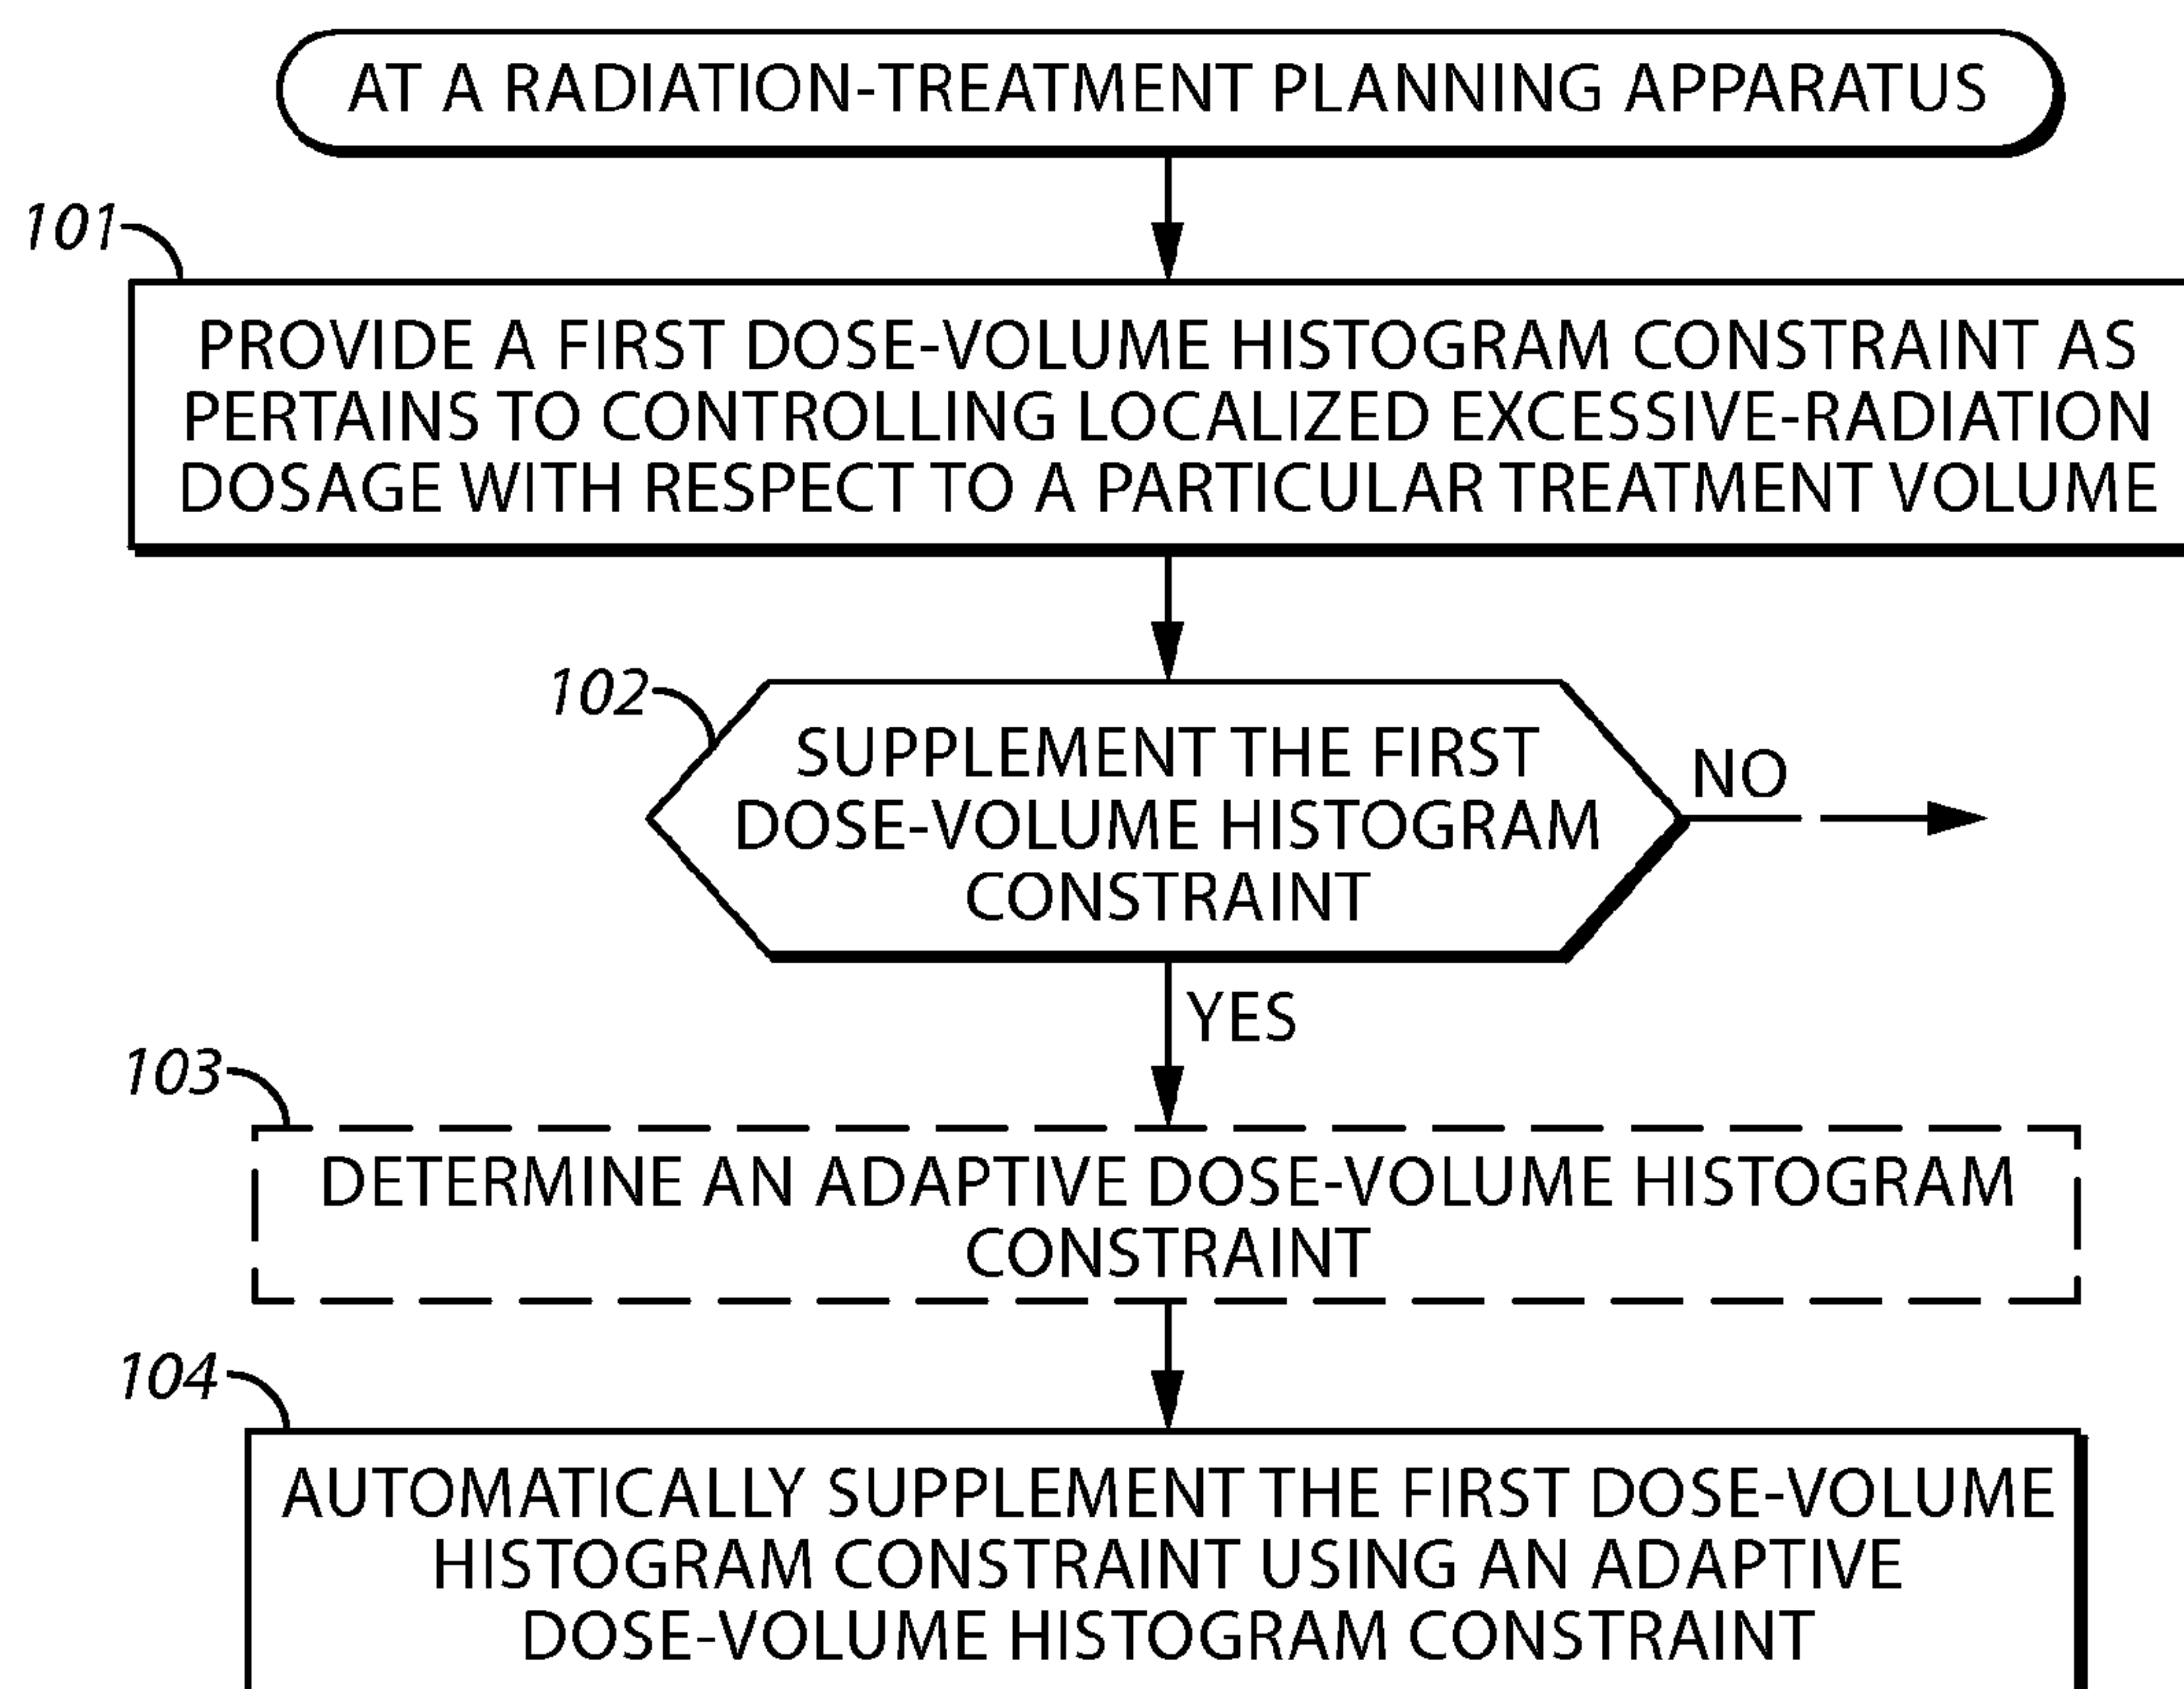 AT A RADIATION-TREATMENT PLANNING APPARATUS
101
PROVIDE A FIRST DOSE-VOLUME HISTOGRAM CONSTRAINT AS
PERTAINS TO CONTROLLING LOCALIZED EXCESSIVE-RADIATION
DOSAGE WITH RESPECT TO A PARTICULAR TREATMENT VOLUME
102
SUPPLEMENT THE FIRST
DOSE-VOLUME HISTOGRAM
CONSTRAINT
NO
YES
103
DETERMINE AN ADAPTIVE DOSE-VOLUME HISTOGRAM
CONSTRAINT
104
AUTOMATICALLY SUPPLEMENT THE FIRST DOSE-VOLUME
HISTOGRAM CONSTRAINT USING AN ADAPTIVE
DOSE-VOLUME HISTOGRAM CONSTRAINT